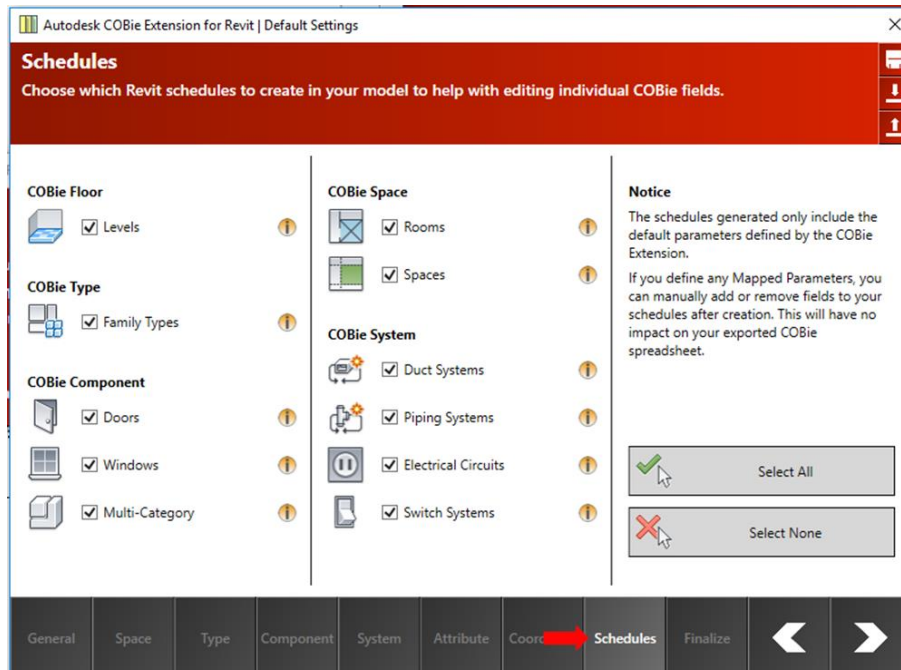 Autodesk COBie Extension for Revit | Default Settings
Schedules
Choose which Revit schedules to create in your model to help with editing individual COBie fields.
COBie Floor
Levels
COBie Type
Family Types
COBie Component
Doors
Windows
Multi-Category
COBie Space
Rooms
Spaces
COBie System
Duct Systems
Piping Systems
Electrical Circuits
Switch Systems
Notice
The schedules generated only include the
default parameters defined by the COBie
Extension.
If you define any Mapped Parameters, you
can manually add or remove fields to your
schedules after creation. This will have no
impact on your exported COBie
spreadsheet.
Select All
Select None
General Space Type Component System Attribute Schedules Finalize